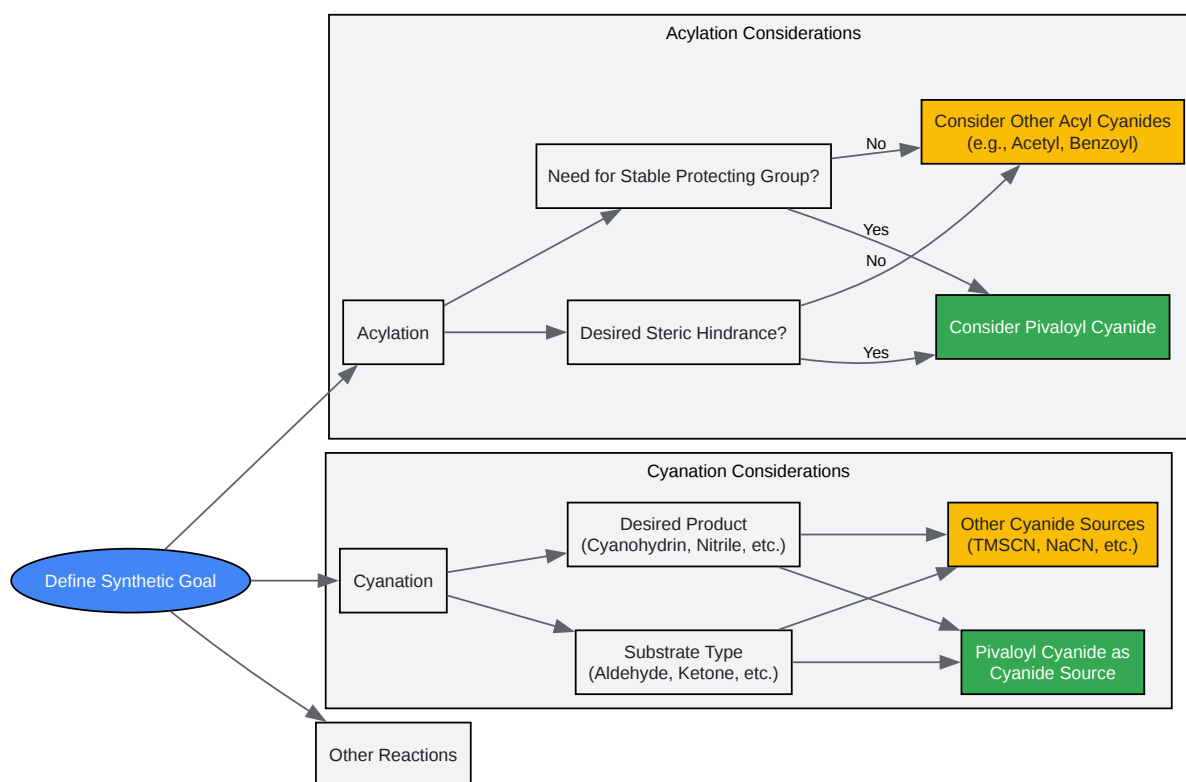 Acylation Considerations
Consider Other Acyl Cyanides
(e.g., Acetyl, Benzoyl)
No
Need for Stable Protecting Group?
Yes
No
Acylation
Desired Steric Hindrance?
Consider Pivaloyl Cyanide
Yes
Cyanation Considerations
Desired Product
(Cyanohydrin, Nitrile, etc.)
Other Cyanide Sources
(TMSCN, NaCN, etc.)
Define Synthetic Goal
Cyanation
Substrate Type
(Aldehyde, Ketone, etc.)
Pivaloyl Cyanide as
Cyanide Source
Other Reactions